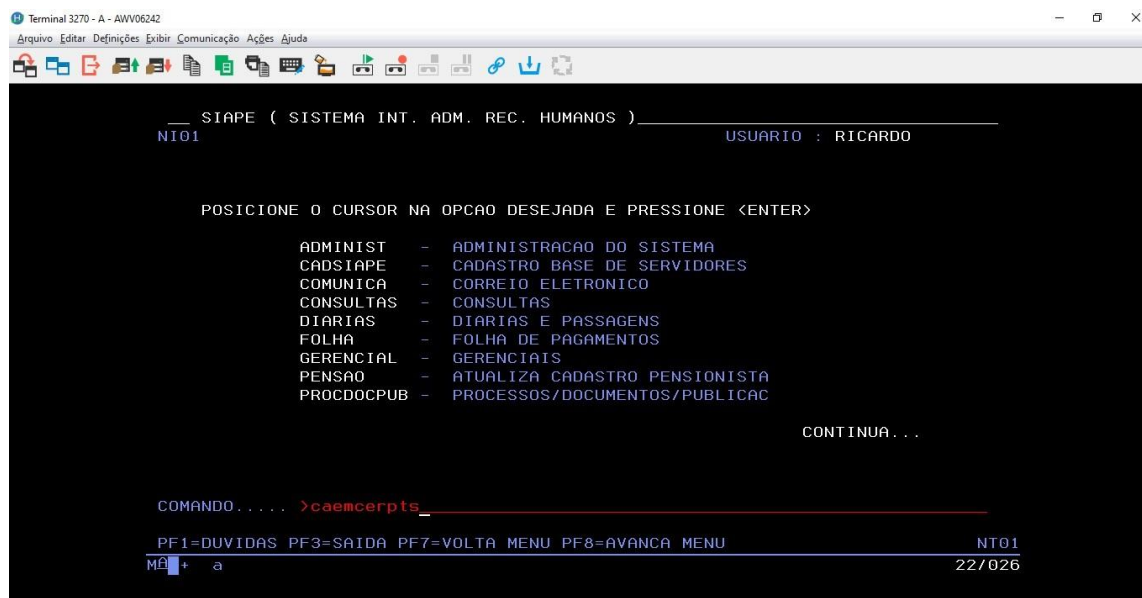 Terminal 3270 - A - AWV06242
Arquivo Editar Definições Exibir Comunicação Ações Ajuda
__ SIAPE ( SISTEMA INT. ADM. REC. HUMANOS )
NI01 USUARIO : RICARDO
POSICIONE O CURSOR NA OPCAO DESEJADA E PRESSIONE <ENTER>
ADMINIST - ADMINISTRACAO DO SISTEMA
CADSIAPE - CADASTRO BASE DE SERVIDORES
COMUNICA - CORREIO ELETRONICO
CONSULTAS - CONSULTAS
DIARIAS - DIARIAS E PASSAGENS
FOLHA - FOLHA DE PAGAMENTOS
GERENCIAL - GERENCIAIS
PENSAO - ATUALIZA CADASTRO PENSIONISTA
PROCDOCPUB - PROCESSOS/DOCUMENTOS/PUBLICAC
CONTINUA...
COMANDO..... >caemcerpts_
PF1=DUVIDAS PF3=SAIDA PF7=VOLTA MENU PF8=AVANCA MENU NT01
MA + a 22/026